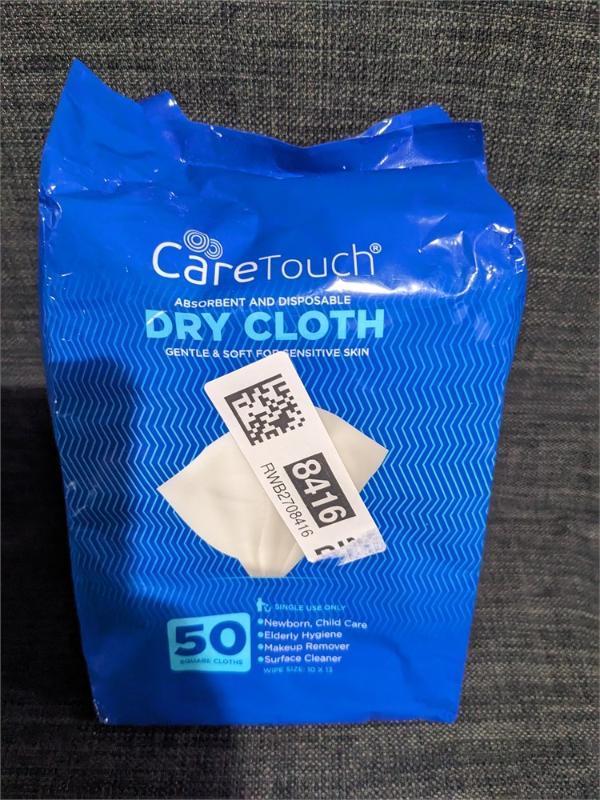 CareTouch®
ABSORBENT AND DISPOSABLE
DRY CLOTH
GENTLE & SOFT FOR SENSITIVE SKIN
8416
RWB2708416
SINGLE USE ONLY
50
SQUARE CLOTHS
•Newborn, Child Care
•Elderly Hygiene
•Makeup Remover
•Surface Cleaner
WIPE SIZE: 10 X 13